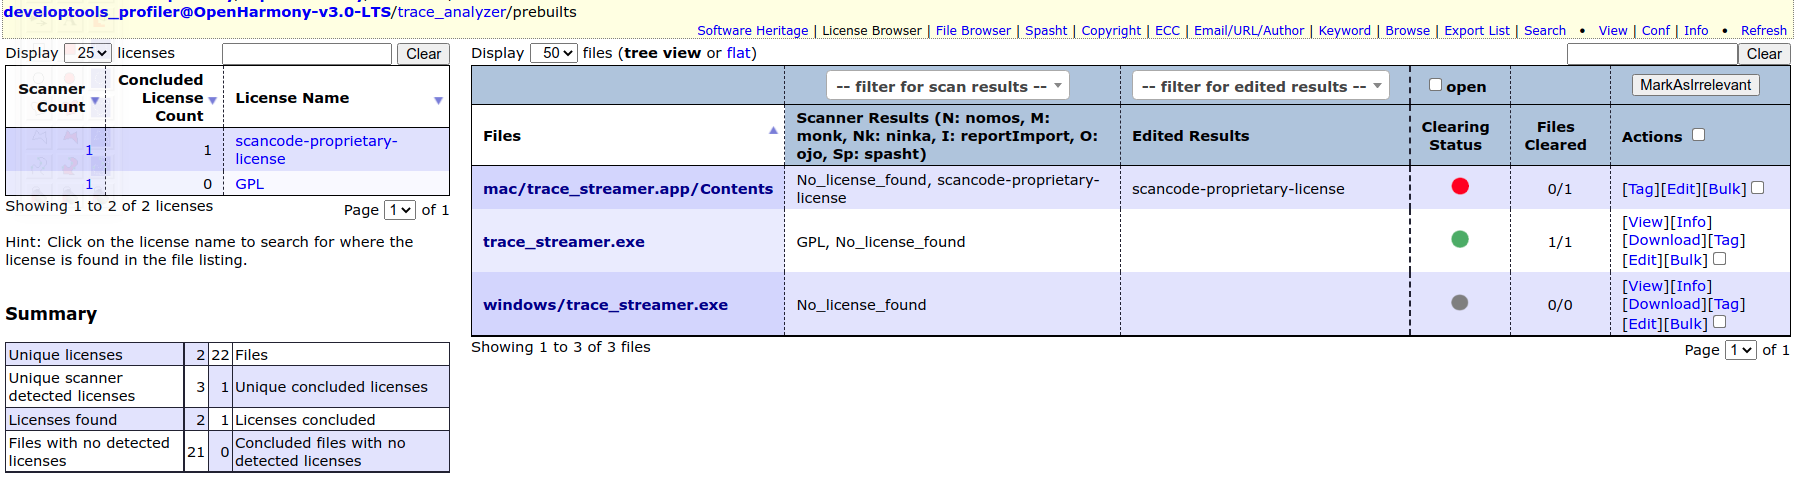 developtools_profiler@OpenHarmony-v3.0-LTS/trace_analyzer/prebuilts
Software Heritage | License Browser | File Browser | Spasht | Copyright | ECC | Email/URL/Author | Keyword | Browse | Export List | Search • View | Conf | Info • Refresh
Display 25 licenses Clear
Scanner Count
Concluded License Count
License Name
1 1 scancode-proprietary-license
1 0 GPL
Showing 1 to 2 of 2 licenses
Page 1 of 1
Hint: Click on the license name to search for where the
license is found in the file listing.
Summary
Unique licenses 2 22 Files
Unique scanner
detected licenses 3 1 Unique concluded licenses
Licenses found 2 1 Licenses concluded
Files with no detected
licenses 21 0 Concluded files with no
detected licenses
Display 50 files (tree view or flat) Clear
-- filter for scan results -- -- filter for edited results -- open MarkAsIrrelevant
Files
Scanner Results (N: nomos, M:
monk, Nk: ninka, I: reportImport, O:
ojo, Sp: spasht)
Edited Results
Clearing
Status
Files
Cleared
Actions
mac/trace_streamer.app/Contents
No_license_found, scancode-proprietary-
license
scancode-proprietary-license
0/1
[Tag][Edit][Bulk]
trace_streamer.exe
GPL, No_license_found
1/1
[View][Info]
[Download][Tag]
[Edit][Bulk]
windows/trace_streamer.exe
No_license_found
0/0
[View][Info]
[Download][Tag]
[Edit][Bulk]
Showing 1 to 3 of 3 files
Page 1 of 1